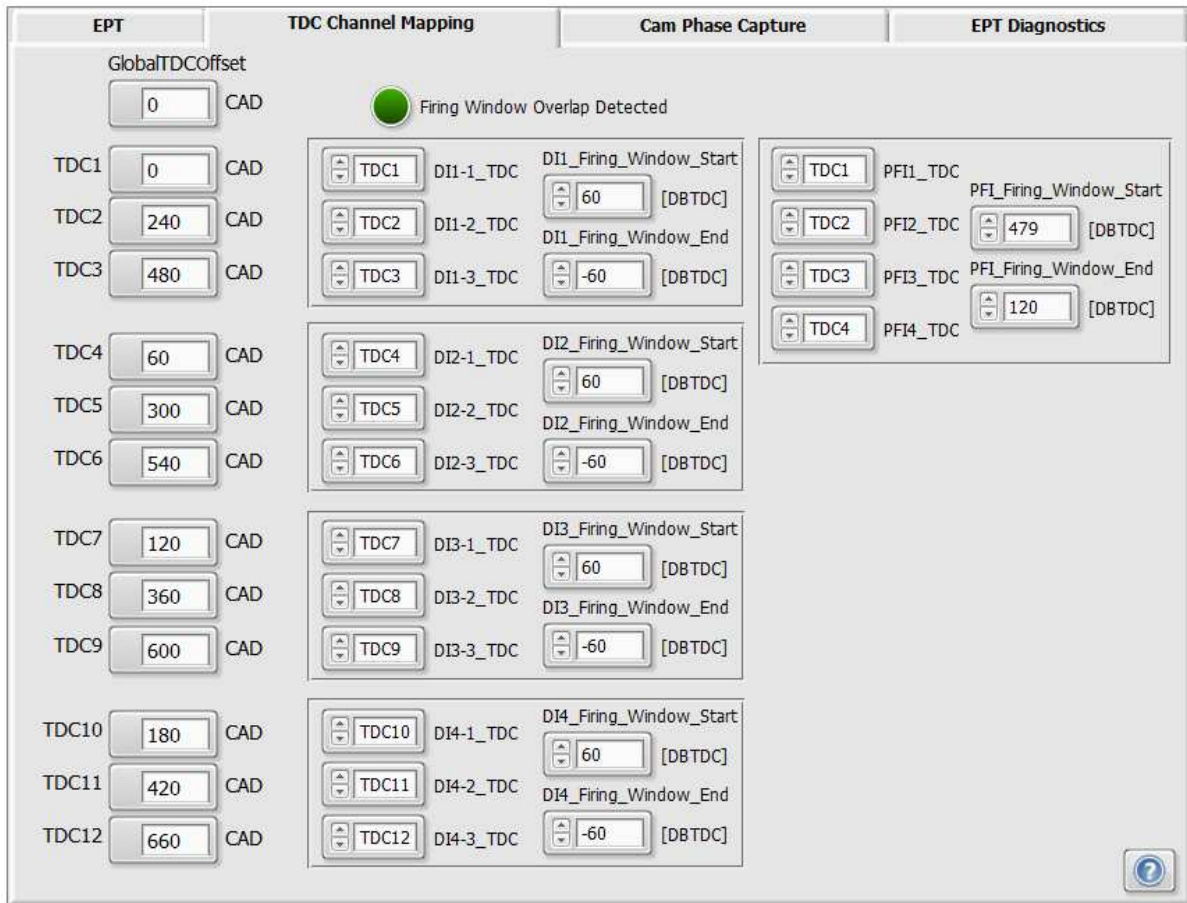 EPT
TDC Channel Mapping
Cam Phase Capture
EPT Diagnostics
GlobalTDCOffset
0 CAD
Firing Window Overlap Detected
TDC1 0 CAD
TDC2 240 CAD
TDC3 480 CAD
TDC1 DI1-1_TDC
TDC2 DI1-2_TDC
TDC3 DI1-3_TDC
DI1_Firing_Window_Start
60 [DBTDC]
DI1_Firing_Window_End
-60 [DBTDC]
TDC1 PFI1_TDC
TDC2 PFI2_TDC
TDC3 PFI3_TDC
TDC4 PFI4_TDC
PFI_Firing_Window_Start
479 [DBTDC]
PFI_Firing_Window_End
120 [DBTDC]
TDC4 60 CAD
TDC5 300 CAD
TDC6 540 CAD
TDC4 DI2-1_TDC
TDC5 DI2-2_TDC
TDC6 DI2-3_TDC
DI2_Firing_Window_Start
60 [DBTDC]
DI2_Firing_Window_End
-60 [DBTDC]
TDC7 120 CAD
TDC8 360 CAD
TDC9 600 CAD
TDC7 DI3-1_TDC
TDC8 DI3-2_TDC
TDC9 DI3-3_TDC
DI3_Firing_Window_Start
60 [DBTDC]
DI3_Firing_Window_End
-60 [DBTDC]
TDC10 180 CAD
TDC11 420 CAD
TDC12 660 CAD
TDC10 DI4-1_TDC
TDC11 DI4-2_TDC
TDC12 DI4-3_TDC
DI4_Firing_Window_Start
60 [DBTDC]
DI4_Firing_Window_End
-60 [DBTDC]
?